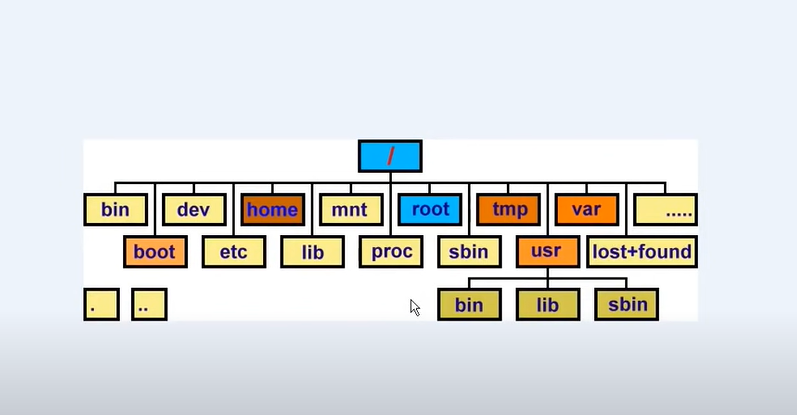 /
bin dev home mnt root tmp var .....
boot etc lib proc sbin usr lost+found
. .. bin lib sbin